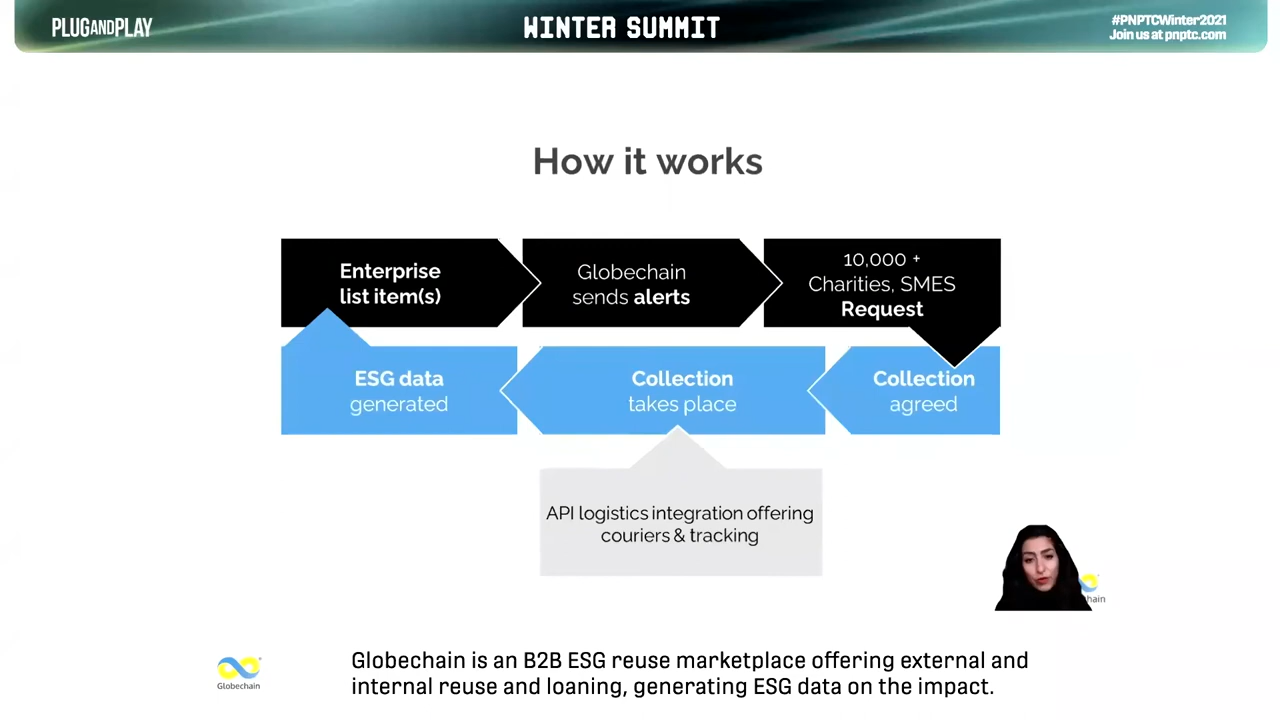 PLUGANDPLAY
WINTER SUMMIT
#PNPTCWinter2021
Join us at pnptc.com
How it works
Enterprise
list item(s)
Globechain
sends alerts
10,000 +
Charities, SMES
Request
ESG data
generated
Collection
takes place
Collection
agreed
API logistics integration offering
couriers & tracking
hain
Globechain
Globechain is an B2B ESG reuse marketplace offering external and
internal reuse and loaning, generating ESG data on the impact.